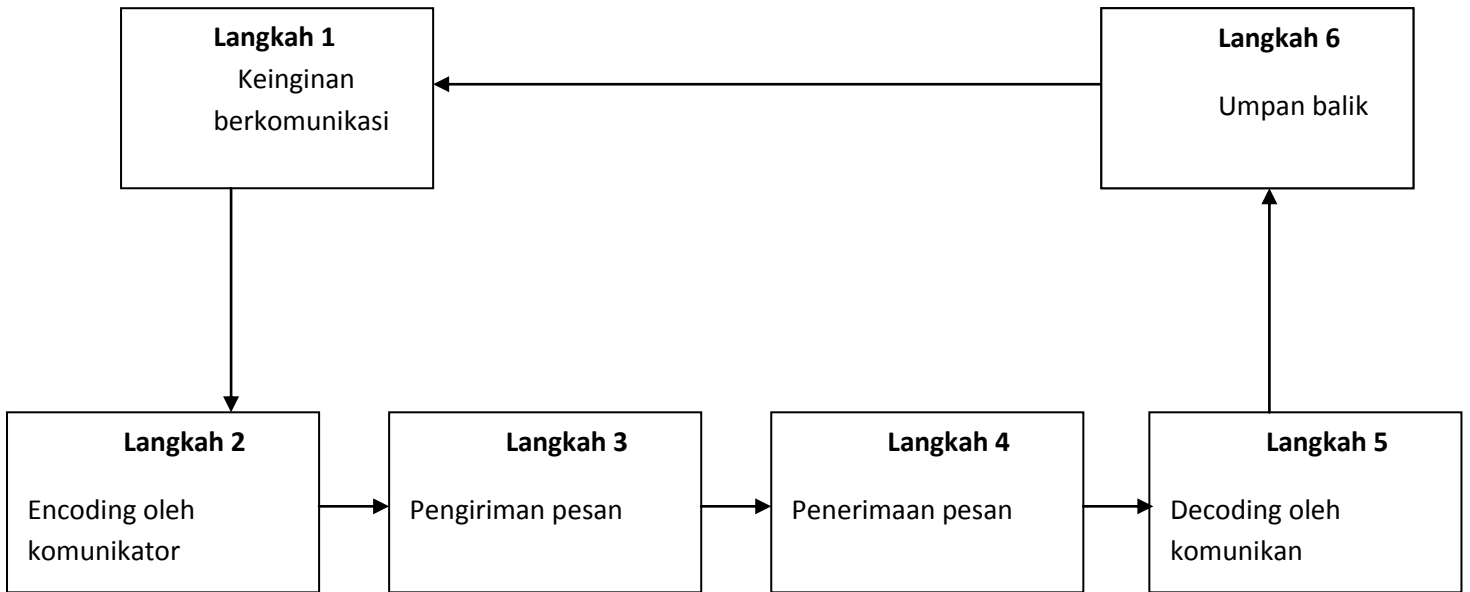 Langkah 1
Keinginan
berkomunikasi
Langkah 6
Umpan balik
Langkah 2
Encoding oleh
komunikator
Langkah 3
Pengiriman pesan
Langkah 4
Penerimaan pesan
Langkah 5
Decoding oleh
komunikan